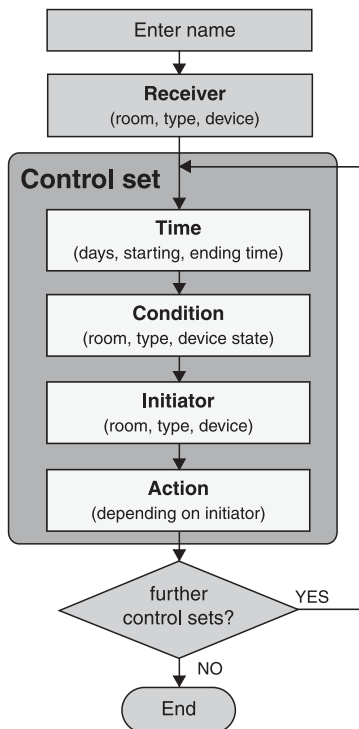 Enter name
Receiver
(room, type, device)
Control set
Time
(days, starting, ending time)
Condition
(room, type, device state)
Initiator
(room, type, device)
Action
(depending on initiator)
further
control sets?
YES
NO
End